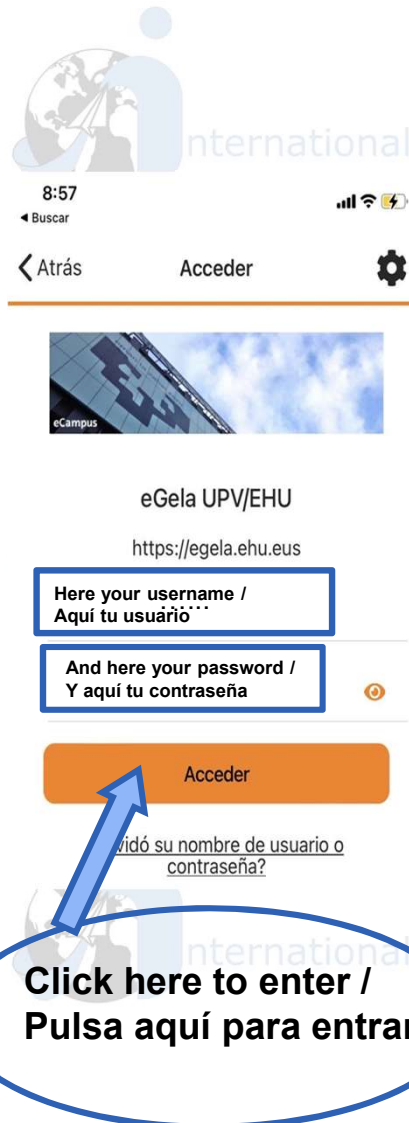 nternational
8:57
◀ Buscar
Atrás
Acceder
eCampus
eGela UPV/EHU
https://egela.ehu.eus
Here your username /
Aquí tu usuario
And here your password /
Y aquí tu contraseña
Acceder
vidó su nombre de usuario o
contraseña?
nternational
Click here to enter /
Pulsa aquí para entrar